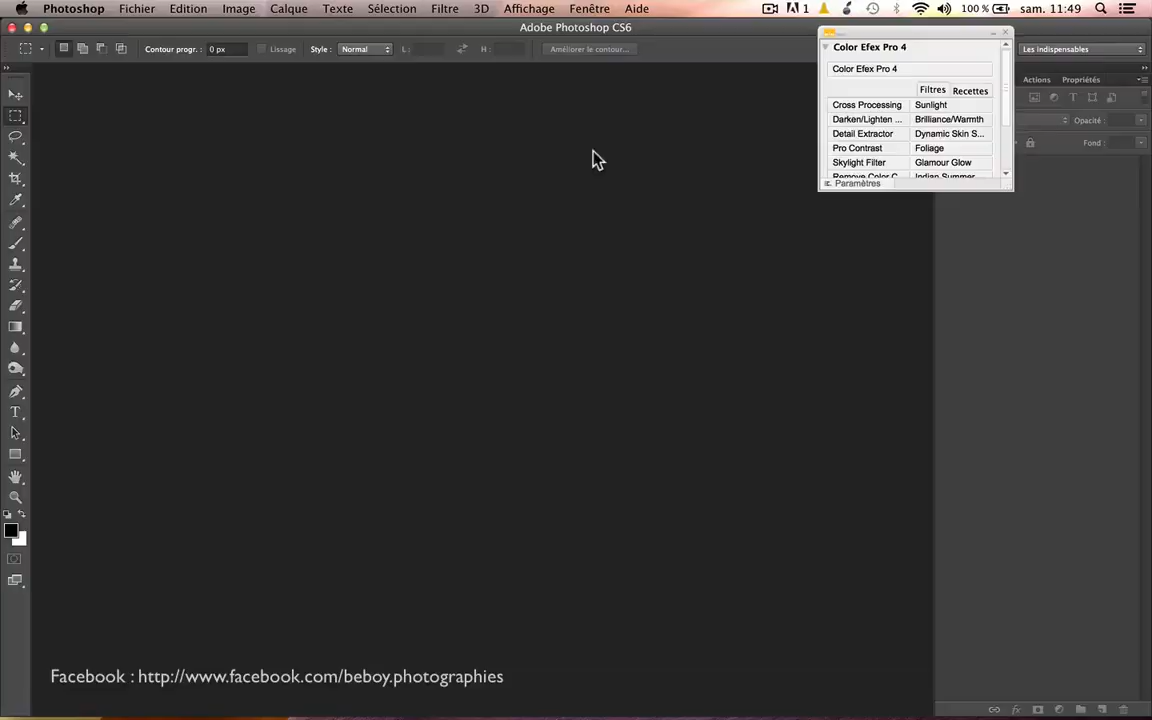 Photoshop Fichier Edition Image Calque Texte Sélection Filtre 3D Affichage Fenêtre Aide 1 100 % sam. 11:49
Adobe Photoshop CS6
Contour progr. : 0 px Lissage Style : Normal L : H : Améliorer le contour... Les indispensables
Color Efex Pro 4
Color Efex Pro 4
Filtres Recettes
Cross Processing Sunlight
Darken/Lighten ... Brilliance/Warmth
Detail Extractor Dynamic Skin S...
Pro Contrast Foliage
Skylight Filter Glamour Glow
Remove Color C... Indian Summer
Paramètres
Actions Propriétés
Opacité :
Fond :
Facebook : http://www.facebook.com/beboy.photographies